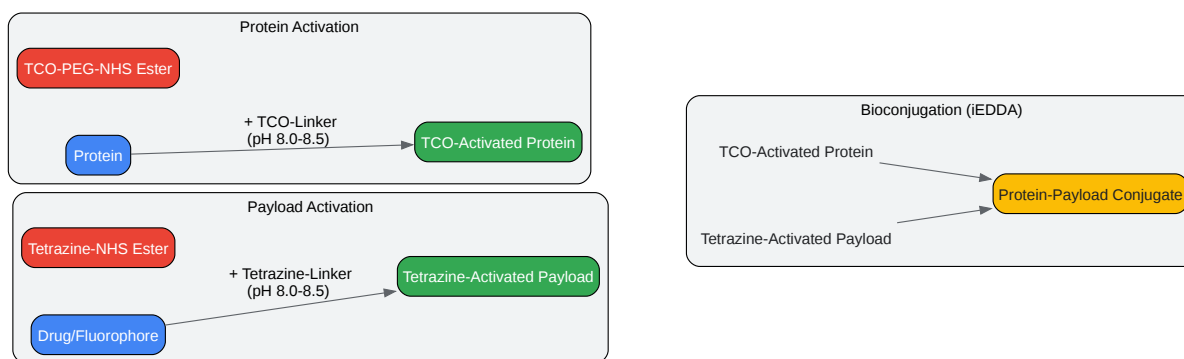 Protein Activation
TCO-PEG-NHS Ester
+ TCO-Linker
(pH 8.0-8.5)
Protein
TCO-Activated Protein
Payload Activation
Tetrazine-NHS Ester
+ Tetrazine-Linker
(pH 8.0-8.5)
Tetrazine-Activated Payload
Drug/Fluorophore
Bioconjugation (iEDDA)
TCO-Activated Protein
Protein-Payload Conjugate
Tetrazine-Activated Payload